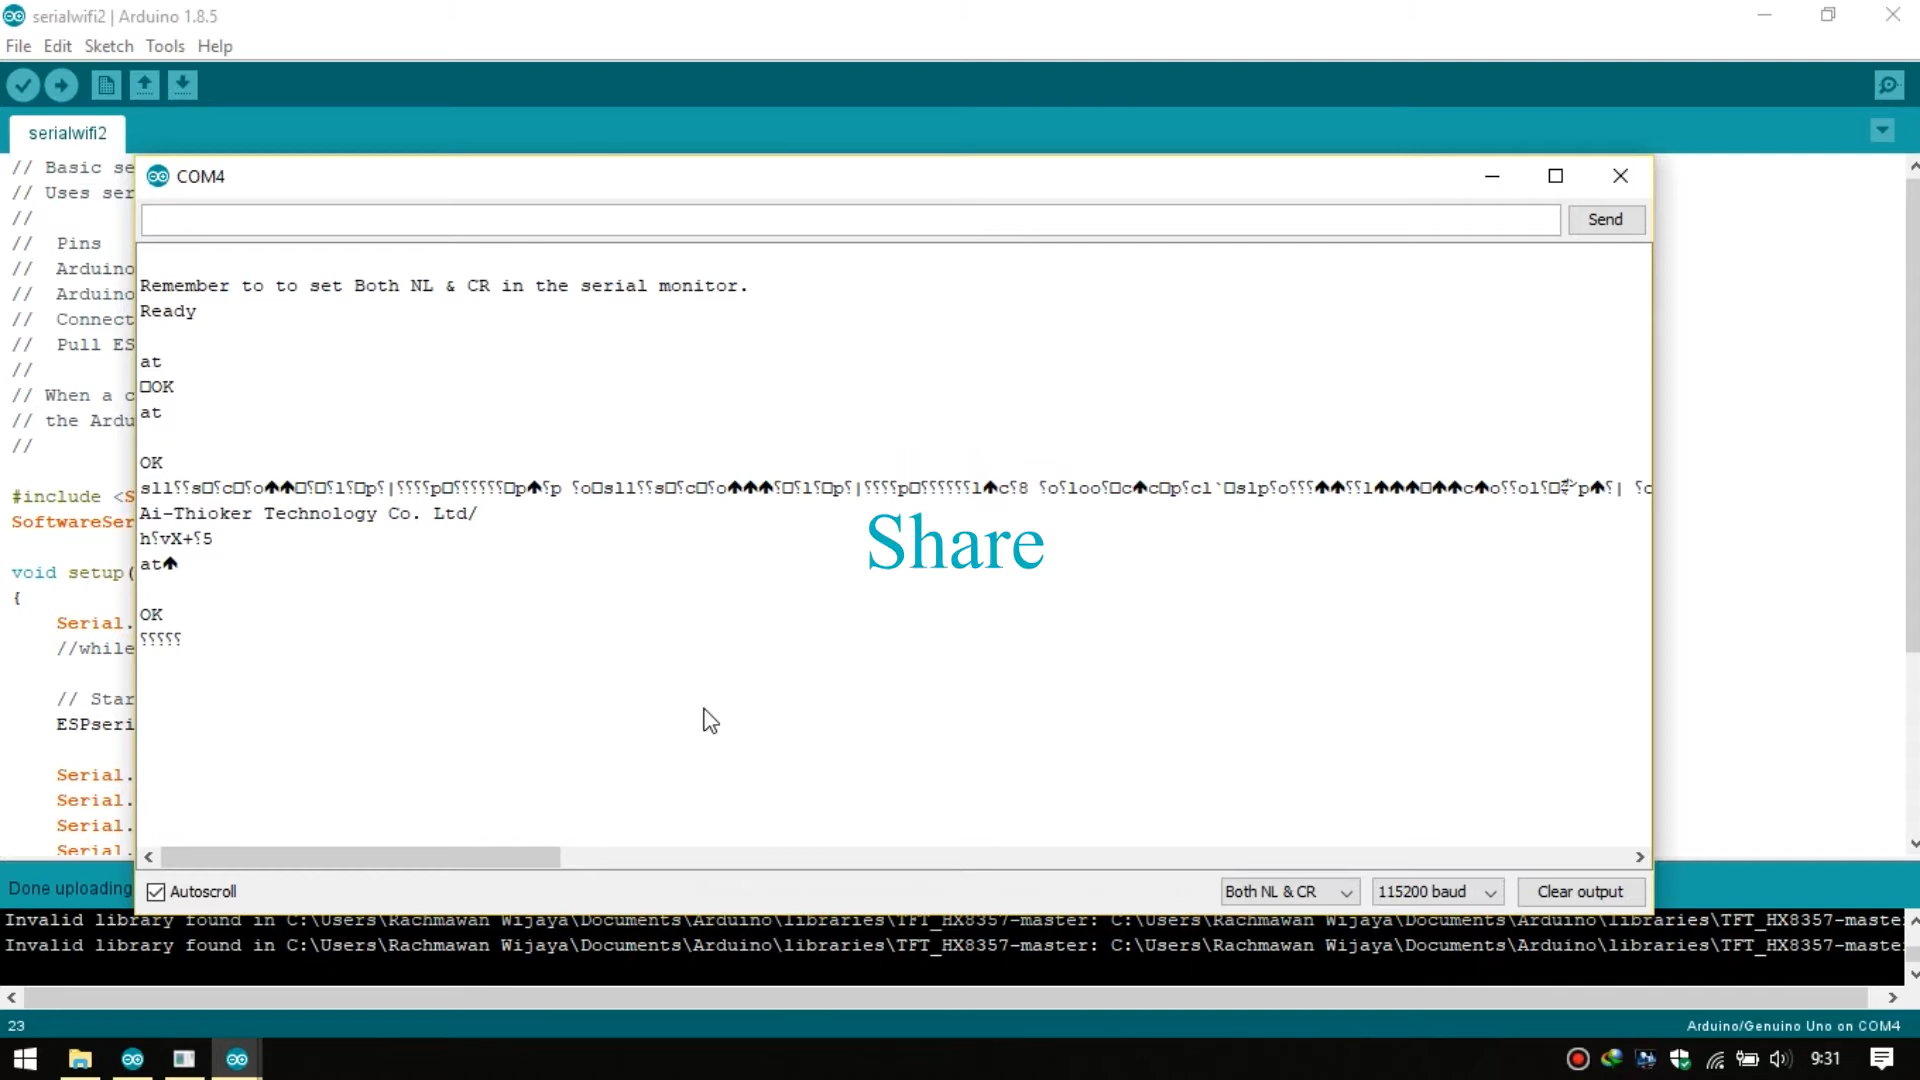 serialwifi2 | Arduino 1.8.5
File Edit Sketch Tools Help
serialwifi2
// Basic se
// Uses ser
//
// Pins
// Arduino
// Arduino
// Connect
// Pull ES
//
// When a c
// the Ardu
//
#include <S
SoftwareSer
void setup(
{
Serial.
//while
// Star
ESPseri
Serial.
Serial.
Serial.
Serial.
COM4
Send
Remember to to set Both NL & CR in the serial monitor.
Ready
at
□OK
at
OK
Ai-Thioker Technology Co. Ltd/
h⸮vX+⸮5
at
OK
⸮⸮⸮⸮⸮
Share
Autoscroll
Both NL & CR
115200 baud
Clear output
Done uploading
Invalid library found in C:\Users\Rachmawan Wijaya\Documents\Arduino\libraries\TFT_HX8357-master: C:\Users\Rachmawan Wijaya\Documents\Arduino\libraries\TFT_HX8357-maste
Invalid library found in C:\Users\Rachmawan Wijaya\Documents\Arduino\libraries\TFT_HX8357-master: C:\Users\Rachmawan Wijaya\Documents\Arduino\libraries\TFT_HX8357-maste
23
Arduino/Genuino Uno on COM4
9:31